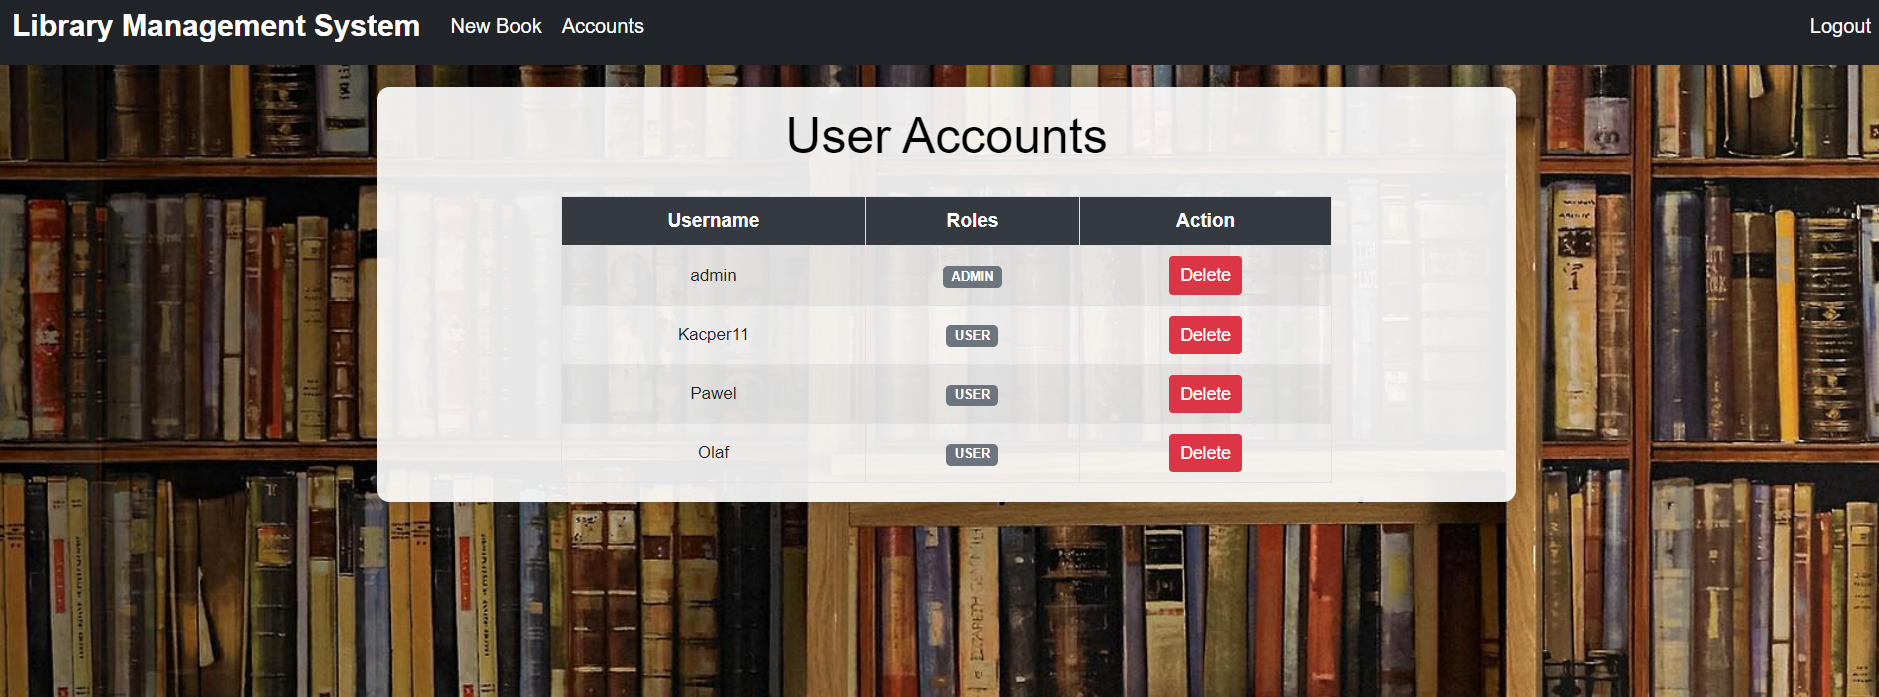 Library Management System New Book Accounts Logout
User Accounts
Username Roles Action
admin ADMIN Delete
Kacper11 USER Delete
Pawel USER Delete
Olaf USER Delete